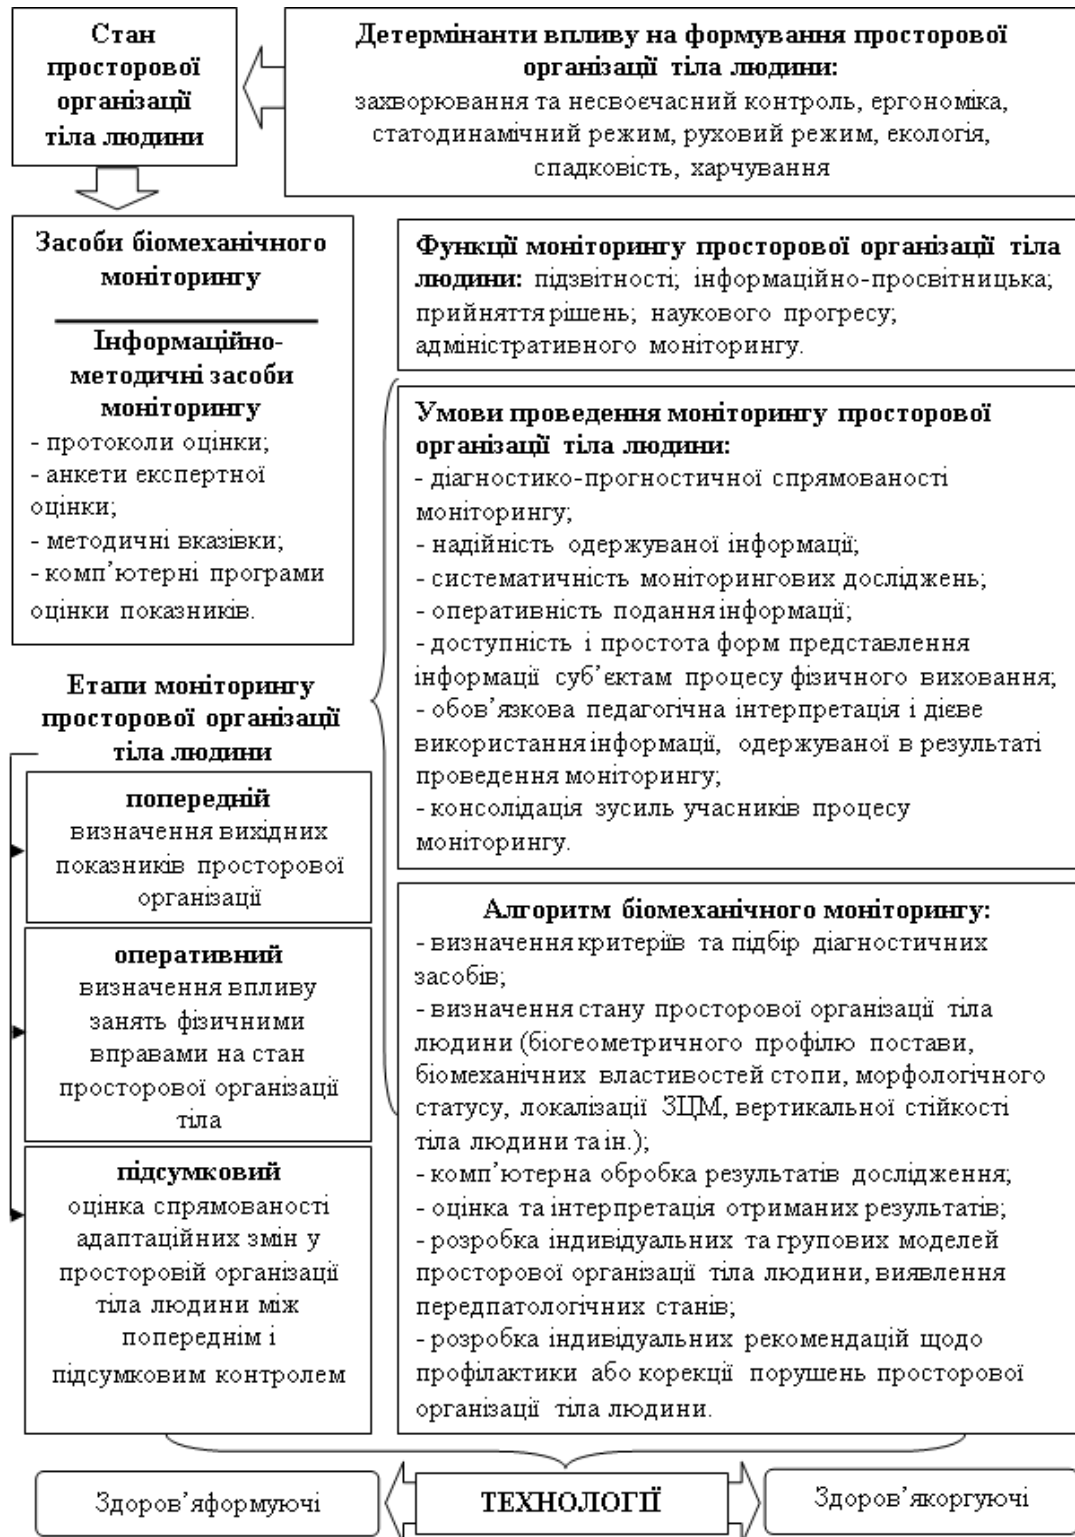 Стан
просторової
організації
тіла людини
Детермінанти впливу на формування просторової
організації тіла людини:
захворювання та несвоєчасний контроль, ергономіка,
статодинамічний режим, руховий режим, екологія,
спадковість, харчування
Засоби біомеханічного
моніторингу
Інформаційно-
методичні засоби
моніторингу
- протоколи оцінки;
- анкети експертної
оцінки;
- методичні вказівки;
- комп’ютерні програми
оцінки показників.
Функції моніторингу просторової організації тіла
людини: підзвітності; інформаційно-просвітницька;
прийняття рішень; наукового прогресу;
адміністративного моніторингу.
Умови проведення моніторингу просторової
організації тіла людини:
- діагностико-прогностичної спрямованості
моніторингу;
- надійність одержуваної інформації;
- систематичність моніторингових досліджень;
- оперативність подання інформації;
- доступність і простота форм представлення
інформації суб’єктам процесу фізичного виховання;
- обов’язкова педагогічна інтерпретація і дієве
використання інформації, одержуваної в результаті
проведення моніторингу;
- консолідація зусиль учасників процесу
моніторингу.
Етапи моніторингу
просторової організації
тіла людини
попередній
визначення вихідних
показників просторової
організації
оперативний
визначення впливу
занять фізичними
вправами на стан
просторової організації
тіла
підсумковий
оцінка спрямованості
адаптаційних змін у
просторовій організації
тіла людини між
попереднім і
підсумковим контролем
Алгоритм біомеханічного моніторингу:
- визначення критеріїв та підбір діагностичних
засобів;
- визначення стану просторової організації тіла
людини (біогеометричного профілю постави,
біомеханічних властивостей стопи, морфологічного
статусу, локалізації ЗЦМ, вертикальної стійкості
тіла людини та ін.);
- комп’ютерна обробка результатів дослідження;
- оцінка та інтерпретація отриманих результатів;
- розробка індивідуальних та групових моделей
просторової організації тіла людини, виявлення
передпатологічних станів;
- розробка індивідуальних рекомендацій щодо
профілактики або корекції порушень просторової
організації тіла людини.
Здоров’яформуючі
ТЕХНОЛОГІЇ
Здоров’якоргуючі